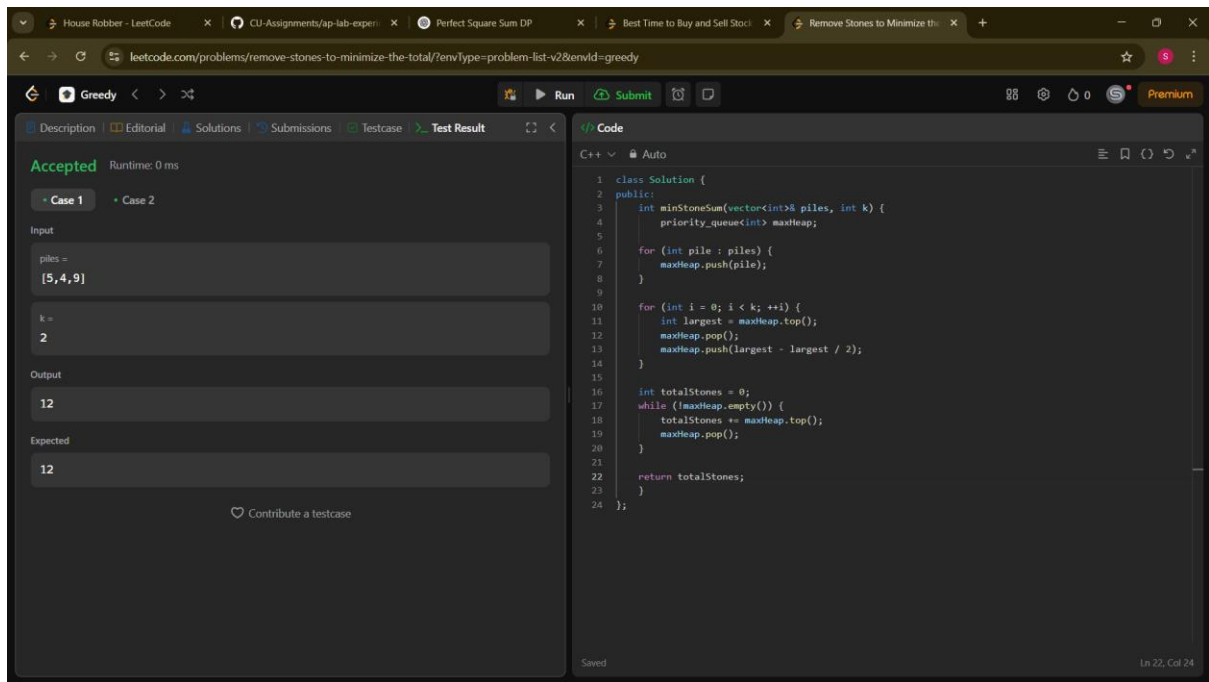 House Robber - LeetCode
CU-Assignments/ap-lab-experi
Perfect Square Sum DP
Best Time to Buy and Sell Stock
Remove Stones to Minimize the
leetcode.com/problems/remove-stones-to-minimize-the-total/?envType=problem-list-v2&envId=greedy
S
Greedy
Run
Submit
0
Premium
Description | Editorial | Solutions | Submissions | Testcase | >_ Test Result
</> Code
C++ Auto
Accepted Runtime: 0 ms
• Case 1 • Case 2
Input
piles =
[5,4,9]
k =
2
Output
12
Expected
12
Contribute a testcase
1 class Solution {
2 public:
3 int minStoneSum(vector<int>& piles, int k) {
4 priority_queue<int> maxHeap;
5
6 for (int pile : piles) {
7 maxHeap.push(pile);
8 }
9
10 for (int i = 0; i < k; ++i) {
11 int largest = maxHeap.top();
12 maxHeap.pop();
13 maxHeap.push(largest - largest / 2);
14 }
15
16 int totalStones = 0;
17 while (!maxHeap.empty()) {
18 totalStones += maxHeap.top();
19 maxHeap.pop();
20 }
21
22 return totalStones;
23 }
24 };
Saved
Ln 22, Col 24